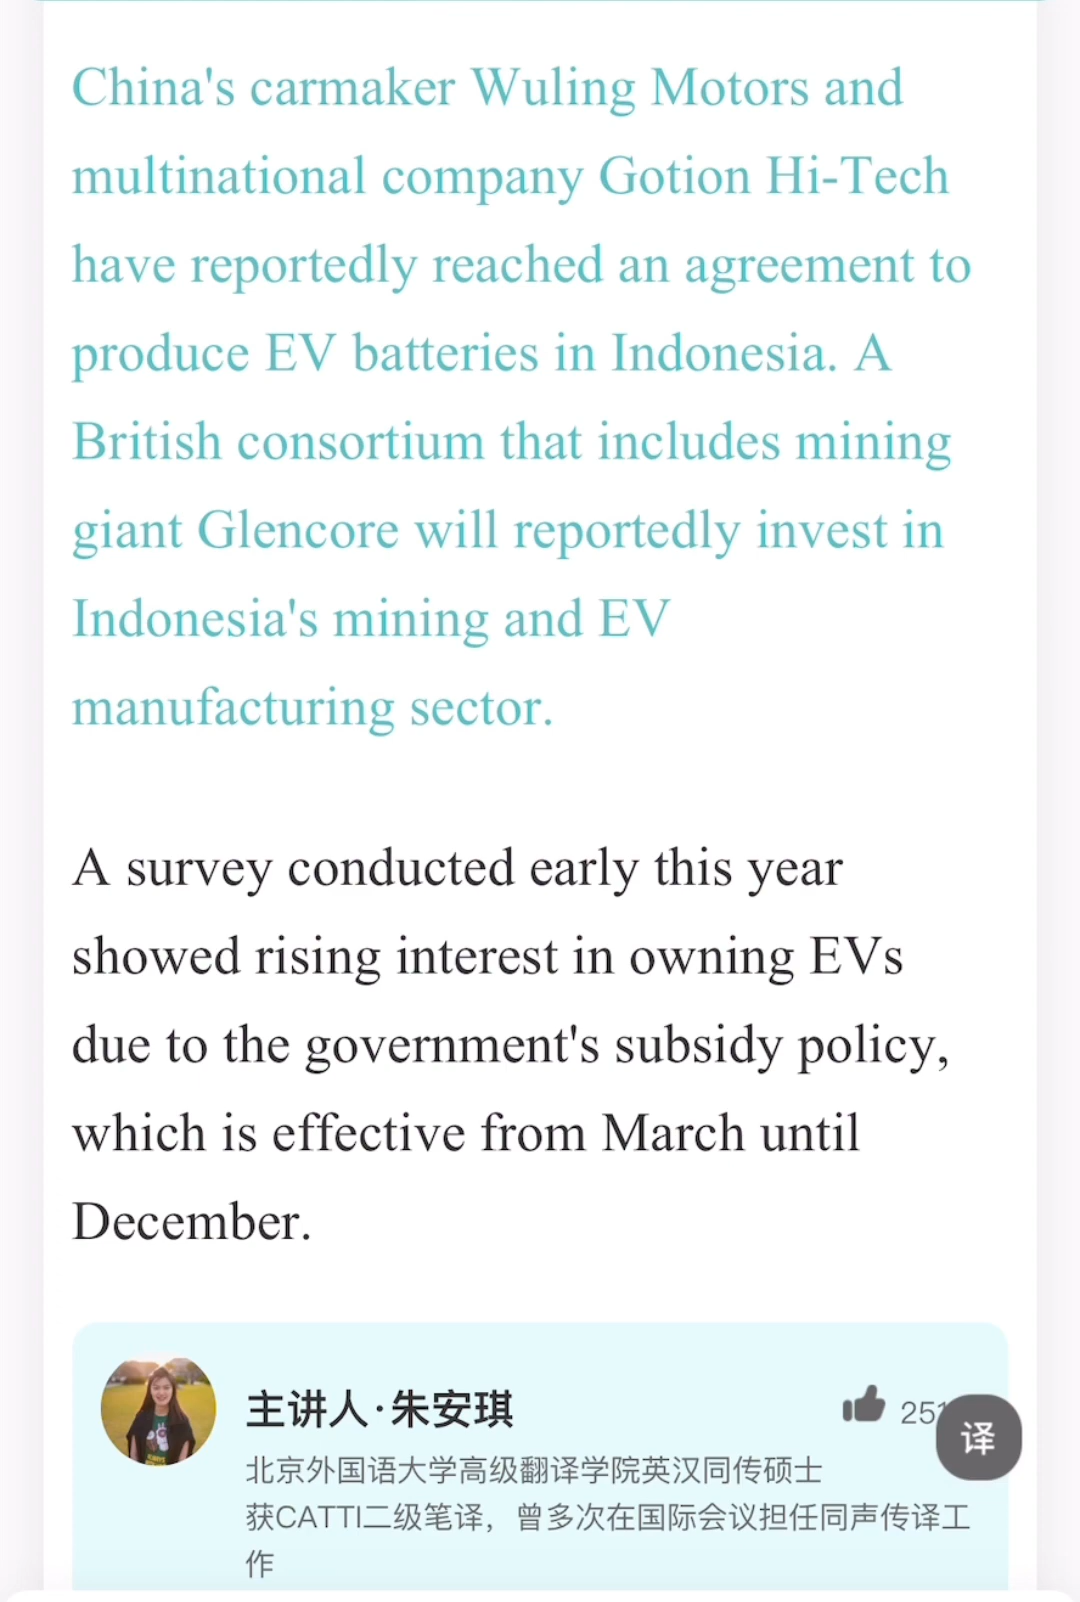 China's carmaker Wuling Motors and
multinational company Gotion Hi-Tech
have reportedly reached an agreement to
produce EV batteries in Indonesia. A
British consortium that includes mining
giant Glencore will reportedly invest in
Indonesia's mining and EV
manufacturing sector.
A survey conducted early this year
showed rising interest in owning EVs
due to the government's subsidy policy,
which is effective from March until
December.
主讲人·朱安琪
译
北京外国语大学高级翻译学院英汉同传硕士
获CATTI二级笔译，曾多次在国际会议担任同声传译工
作